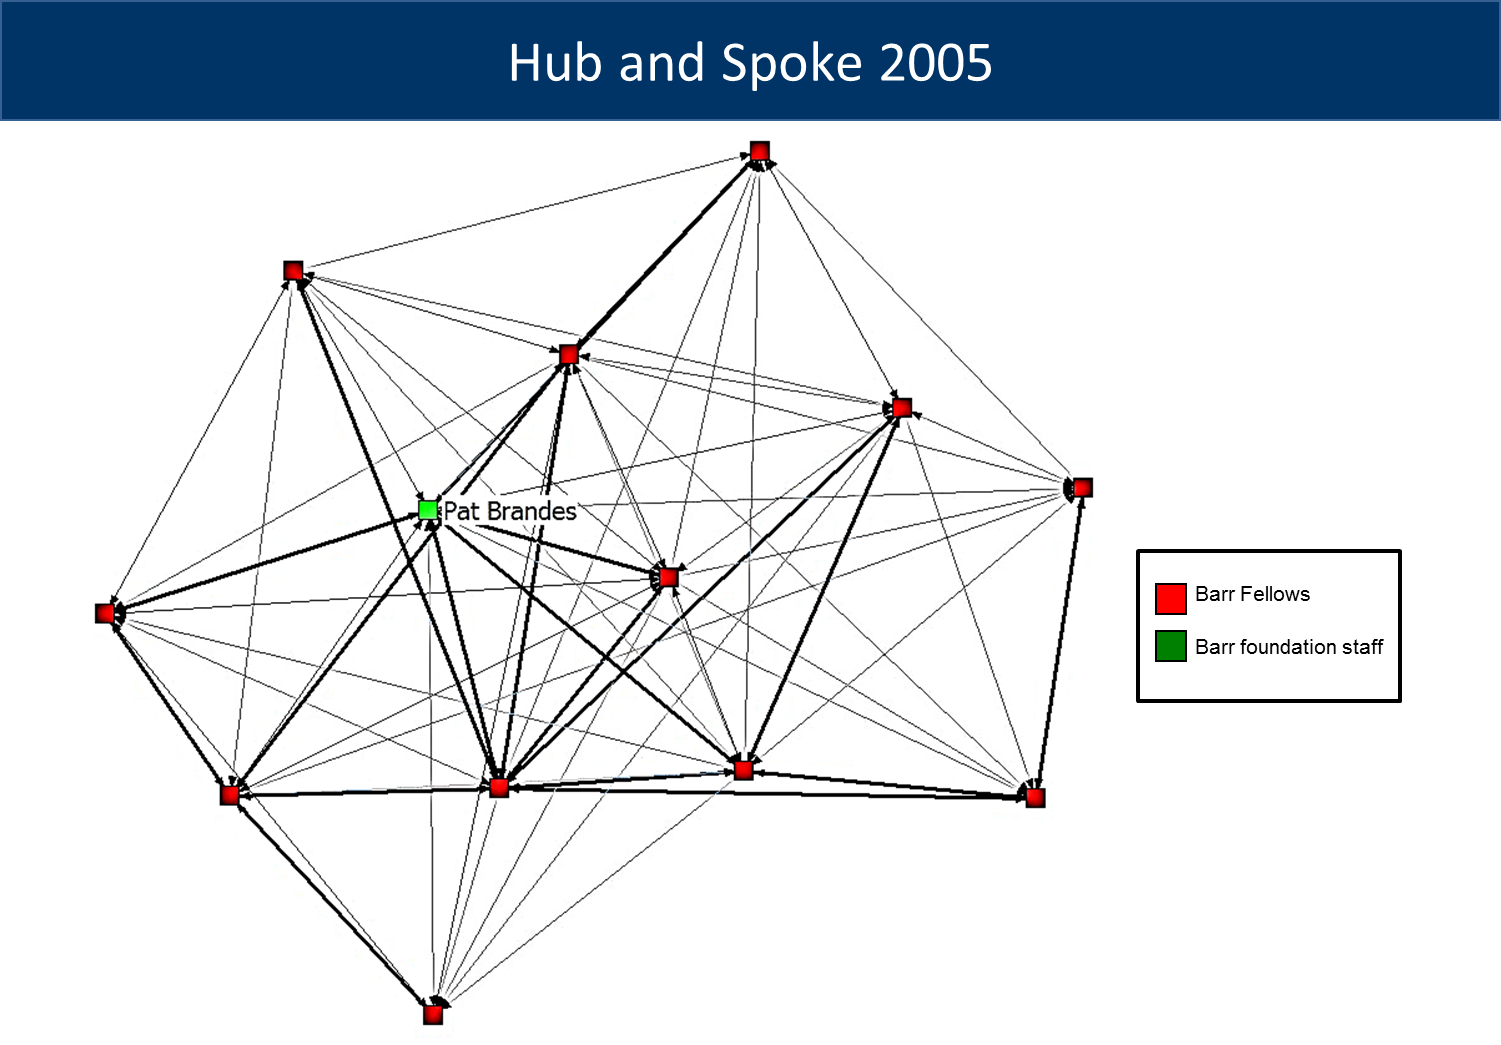 Hub and Spoke 2005
Pat Brandes
Barr Fellows
Barr foundation staff